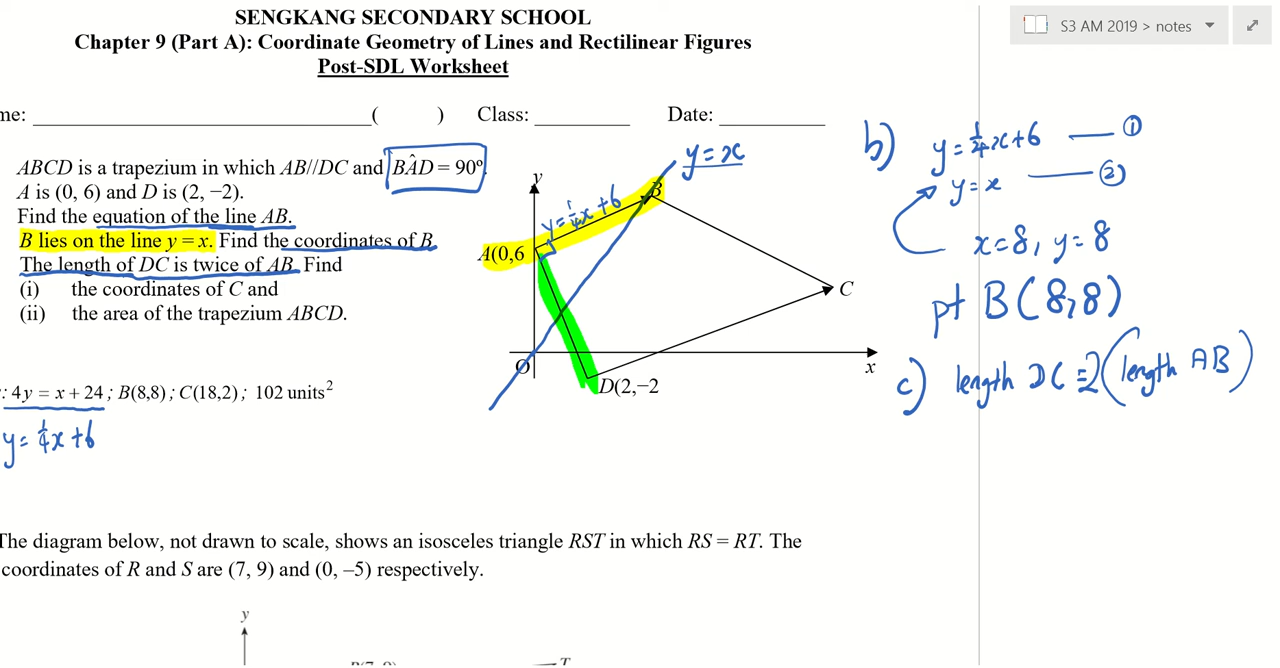 SENGKANG SECONDARY SCHOOL
Chapter 9 (Part A): Coordinate Geometry of Lines and Rectilinear Figures
Post-SDL Worksheet
S3 AM 2019 > notes
me: ( ) Class: Date:
ABCD is a trapezium in which AB//DC and BÂD = 90º.
A is (0, 6) and D is (2, −2).
Find the equation of the line AB.
B lies on the line y = x. Find the coordinates of B.
The length of DC is twice of AB. Find
(i) the coordinates of C and
(ii) the area of the trapezium ABCD.
: 4y = x + 24 ; B(8,8) ; C(18,2) ; 102 units²
y = ¼x + 6
y
y = x
B
y = ¼x + 6
A(0,6
C
O
x
D(2,−2
b) y = ¼x + 6 — ①
y = x — ②
x = 8, y = 8
pt B (8,8)
c) length DC = 2(length AB)
The diagram below, not drawn to scale, shows an isosceles triangle RST in which RS = RT. The
coordinates of R and S are (7, 9) and (0, –5) respectively.
y
T